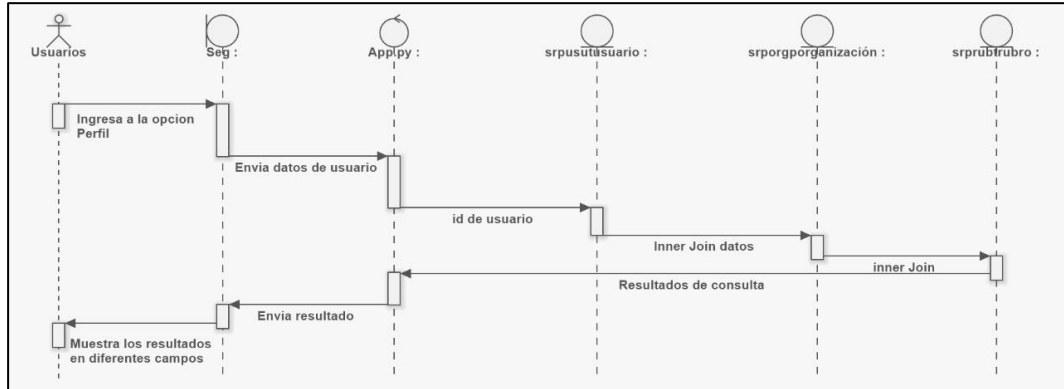 Usuarios
Seg :
App.py :
srpusutusuario :
srporgporganización :
srprubtrubro :
Ingresa a la opcion
Perfil
Envia datos de usuario
id de usuario
Inner Join datos
inner Join
Resultados de consulta
Envia resultado
Muestra los resultados
en diferentes campos